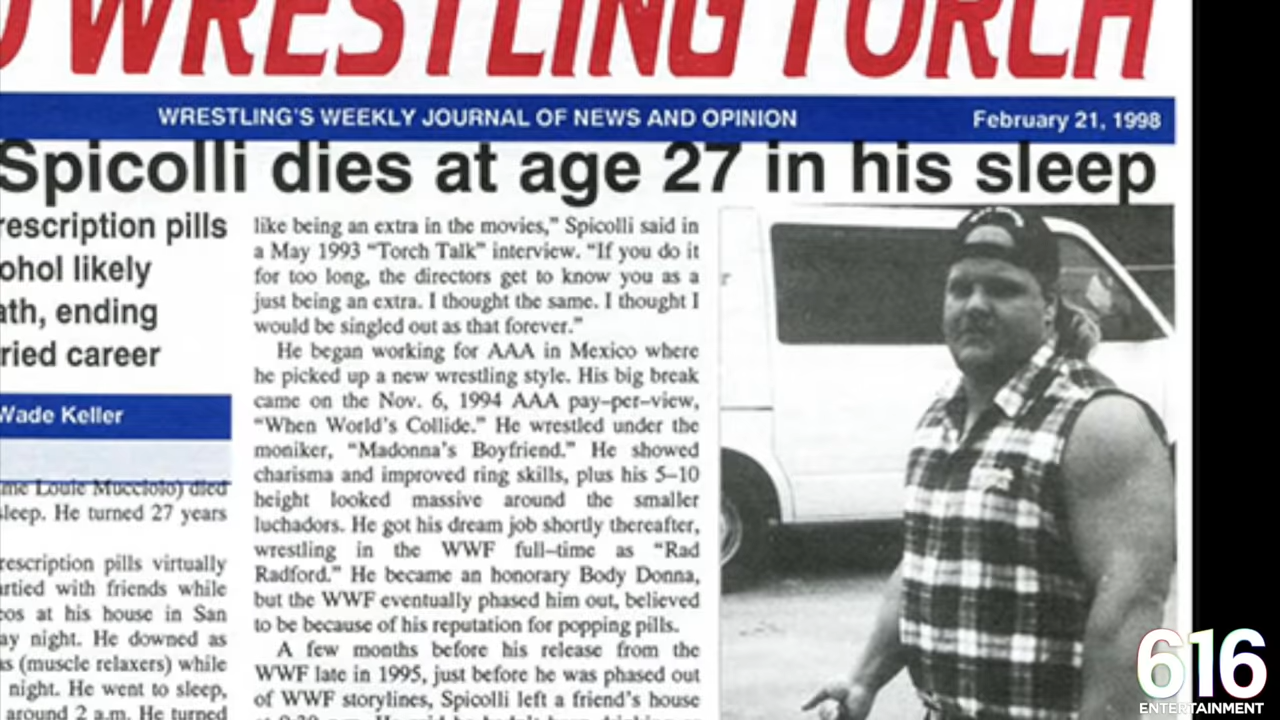 WRESTLING TORCH
WRESTLING'S WEEKLY JOURNAL OF NEWS AND OPINION February 21, 1998
Spicolli dies at age 27 in his sleep
rescription pills
ohol likely
ath, ending
ried career
Wade Keller
me Louie Mucciolo) died
sleep. He turned 27 years
rescription pills virtually
artied with friends while
cos at his house in San
ay night. He downed as
s (muscle relaxers) while
night. He went to sleep,
around 2 a.m. He turned
like being an extra in the movies," Spicolli said in
a May 1993 "Torch Talk" interview. "If you do it
for too long, the directors get to know you as a
just being an extra. I thought the same. I thought I
would be singled out as that forever."
He began working for AAA in Mexico where
he picked up a new wrestling style. His big break
came on the Nov. 6, 1994 AAA pay–per–view,
"When World's Collide." He wrestled under the
moniker, "Madonna's Boyfriend." He showed
charisma and improved ring skills, plus his 5–10
height looked massive around the smaller
luchadors. He got his dream job shortly thereafter,
wrestling in the WWF full–time as "Rad
Radford." He became an honorary Body Donna,
but the WWF eventually phased him out, believed
to be because of his reputation for popping pills.
A few months before his release from the
WWF late in 1995, just before he was phased out
of WWF storylines, Spicolli left a friend's house
616
ENTERTAINMENT